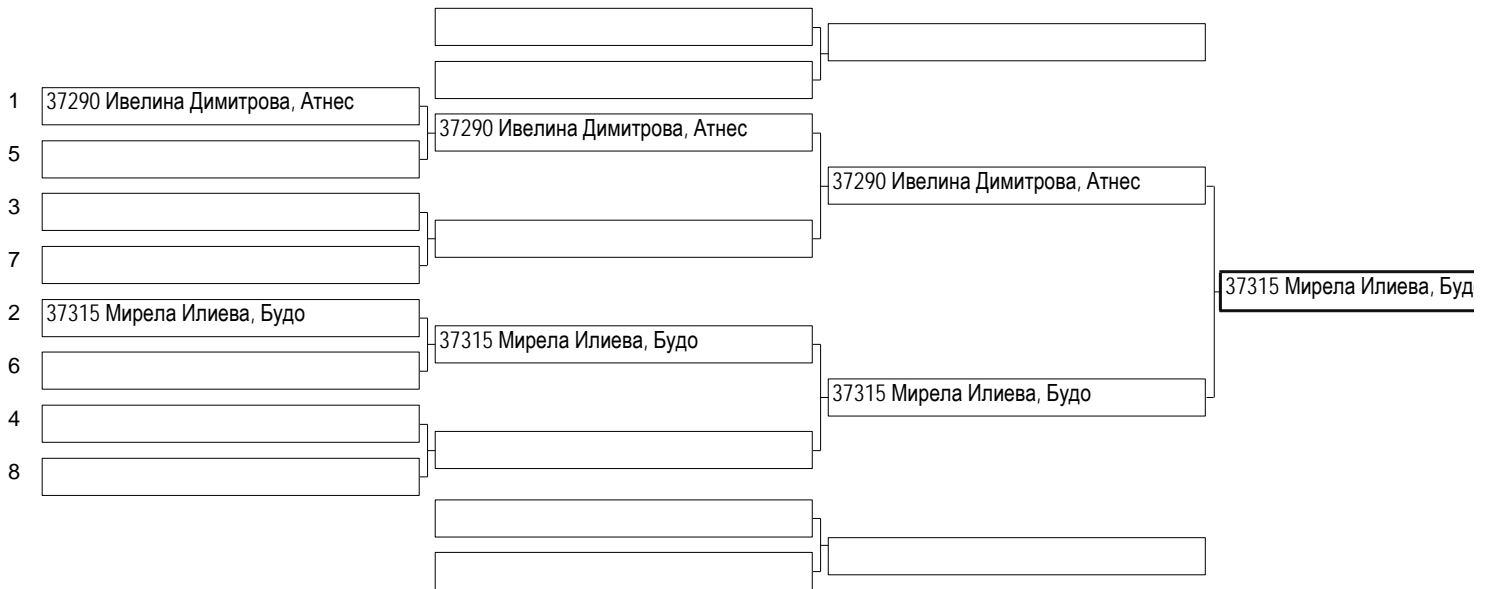 1
37290 Ивелина Димитрова, Атнес
37290 Ивелина Димитрова, Атнес
5
37290 Ивелина Димитрова, Атнес
3
7
37315 Мирела Илиева, Буд
2
37315 Мирела Илиева, Будо
37315 Мирела Илиева, Будо
6
37315 Мирела Илиева, Будо
4
8